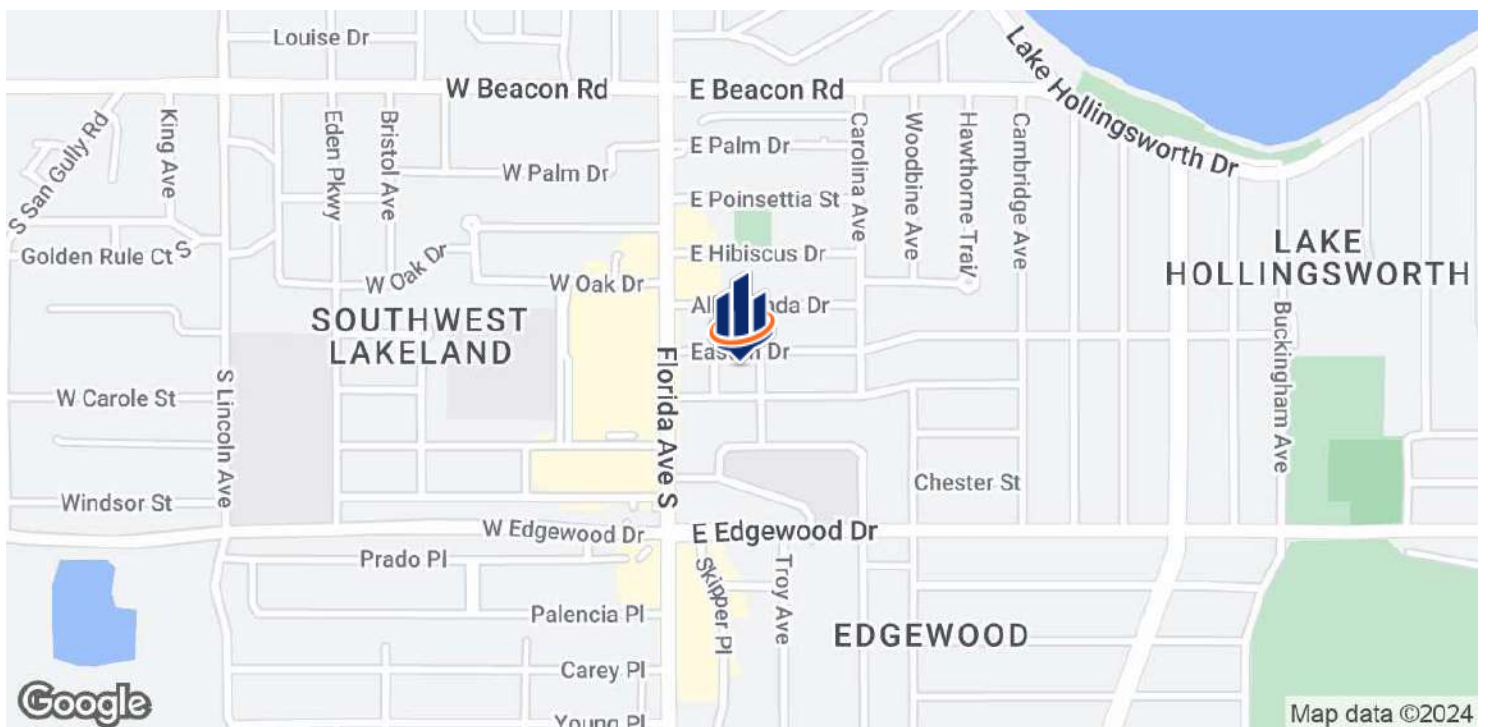 Louise Dr
W Beacon Rd
E Beacon Rd
Lake Hollingsworth Dr
S San Gully Rd
King Ave
Eden Pkwy
Bristol Ave
E Palm Dr
W Palm Dr
Carolina Ave
Woodbine Ave
Hawthorne Trail
Cambridge Ave
E Poinsettia St
Golden Rule Ct S
W Oak Dr
W Oak Dr
E Hibiscus Dr
LAKE
HOLLINGSWORTH
Dr
SOUTHWEST
LAKELAND
Dr
Florida Ave S
Buckingham Ave
W Carole St
S Lincoln Ave
Windsor St
Chester St
W Edgewood Dr
E Edgewood Dr
Prado Pl
Skipper Pl
Troy Ave
Palencia Pl
EDGEWOOD
Carey Pl
Young Pl
Google
Map data ©2024